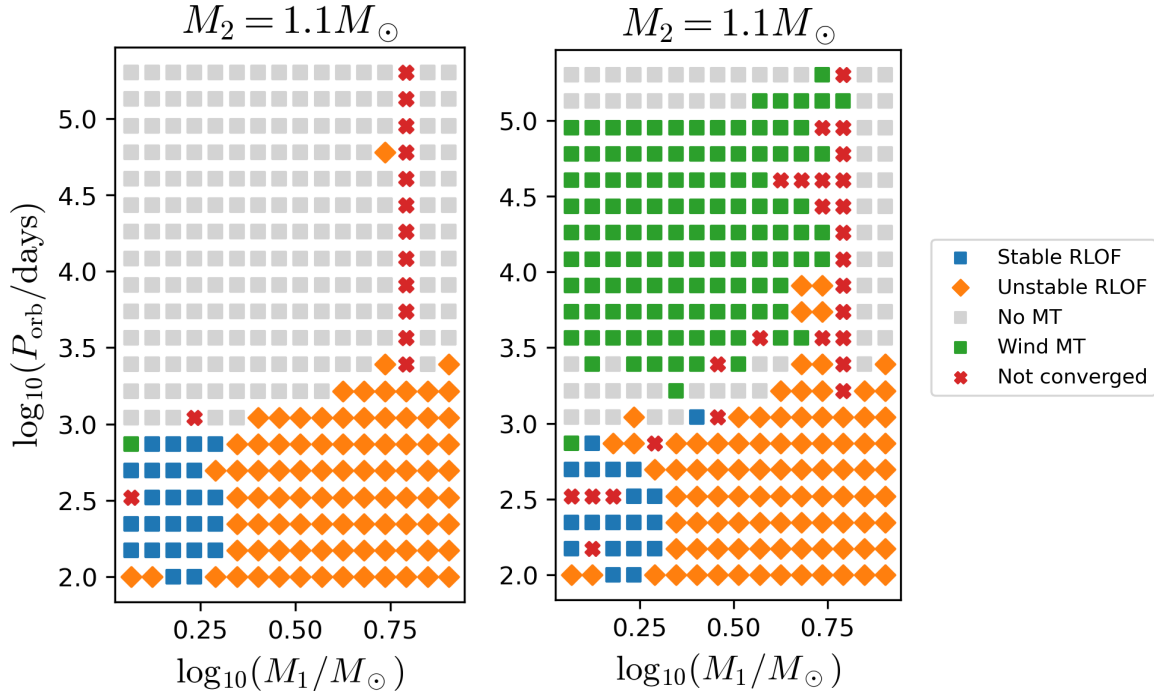 M₂ = 1.1M⊙
M₂ = 1.1M⊙
log₁₀(P_orb/days)
5.0
4.5
4.0
3.5
3.0
2.5
2.0
0.25
0.50
0.75
log₁₀(M₁/M⊙)
5.0
4.5
4.0
3.5
3.0
2.5
2.0
0.25
0.50
0.75
log₁₀(M₁/M⊙)
Stable RLOF
Unstable RLOF
No MT
Wind MT
Not converged